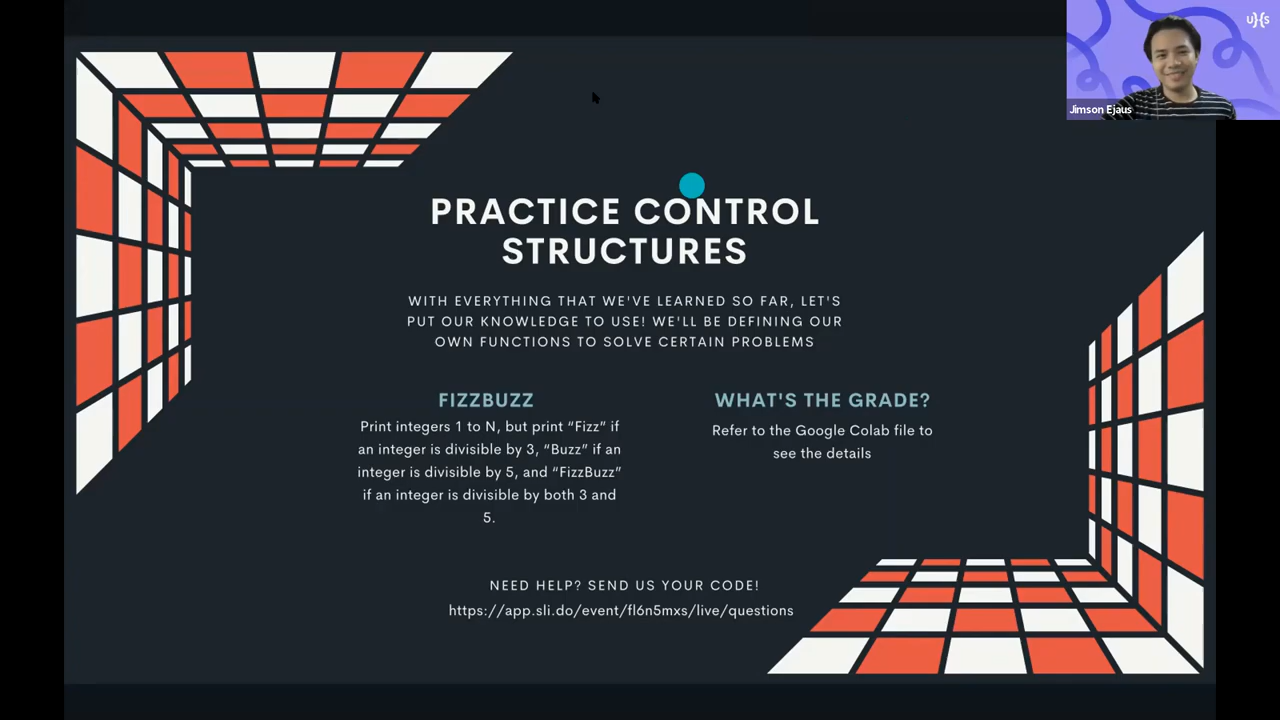 u}{s
Jimson Ejaus
PRACTICE CONTROL
STRUCTURES
WITH EVERYTHING THAT WE'VE LEARNED SO FAR, LET'S
PUT OUR KNOWLEDGE TO USE! WE'LL BE DEFINING OUR
OWN FUNCTIONS TO SOLVE CERTAIN PROBLEMS
FIZZBUZZ
Print integers 1 to N, but print “Fizz” if
an integer is divisible by 3, “Buzz” if an
integer is divisible by 5, and “FizzBuzz”
if an integer is divisible by both 3 and
5.
WHAT'S THE GRADE?
Refer to the Google Colab file to
see the details
NEED HELP? SEND US YOUR CODE!
https://app.sli.do/event/fl6n5mxs/live/questions